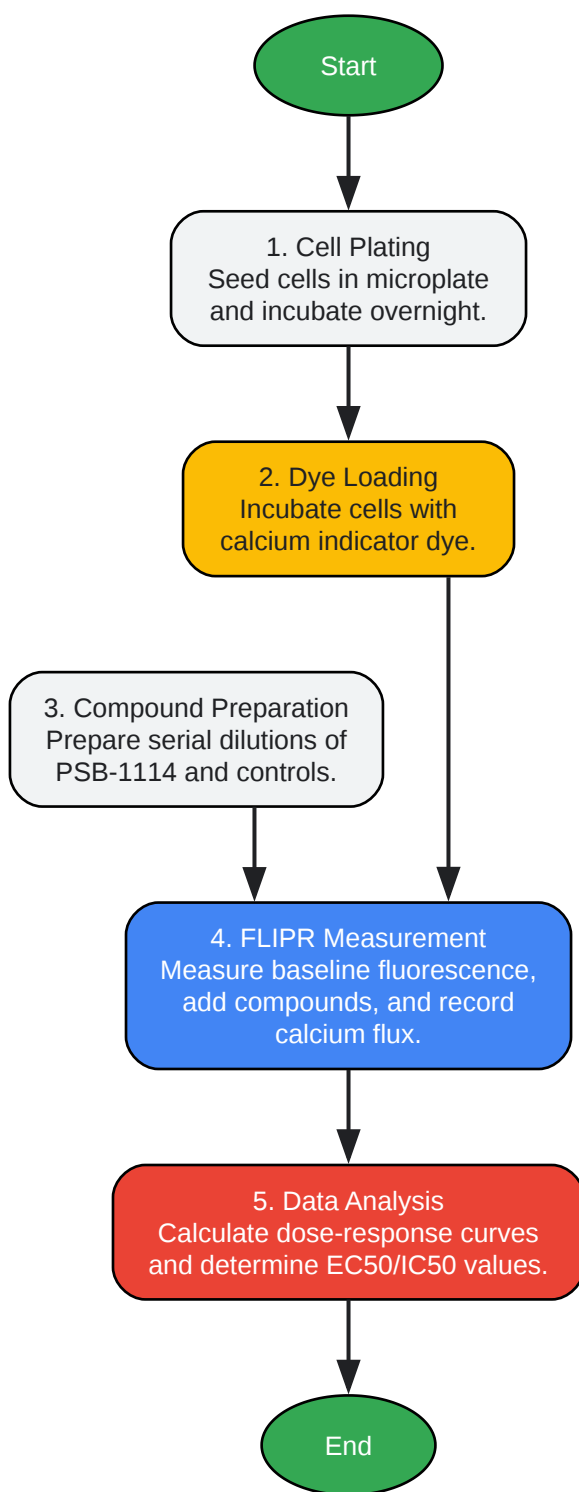 Start
1. Cell Plating
Seed cells in microplate
and incubate overnight.
2. Dye Loading
Incubate cells with
calcium indicator dye.
3. Compound Preparation
Prepare serial dilutions of
PSB-1114 and controls.
4. FLIPR Measurement
Measure baseline fluorescence,
add compounds, and record
calcium flux.
5. Data Analysis
Calculate dose-response curves
and determine EC50/IC50 values.
End